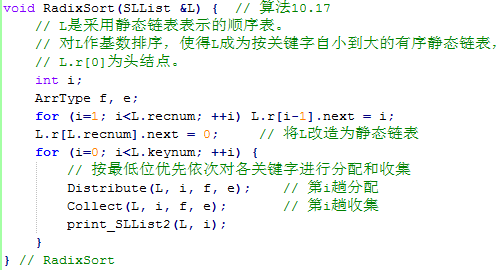 void RadixSort(SLList &L) {  // 算法10.17
// L是采用静态链表表示的顺序表。
// 对L作基数排序，使得L成为按关键字自小到大的有序静态链表，
// L.r[0]为头结点。
int i;
ArrType f, e;
for (i=1; i<L.recnum; ++i) L.r[i-1].next = i;
L.r[L.recnum].next = 0;     // 将L改造为静态链表
for (i=0; i<L.keynum; ++i) {
// 按最低位优先依次对各关键字进行分配和收集
Distribute(L, i, f, e);    // 第i趟分配
Collect(L, i, f, e);       // 第i趟收集
print_SLList2(L, i);
}
} // RadixSort